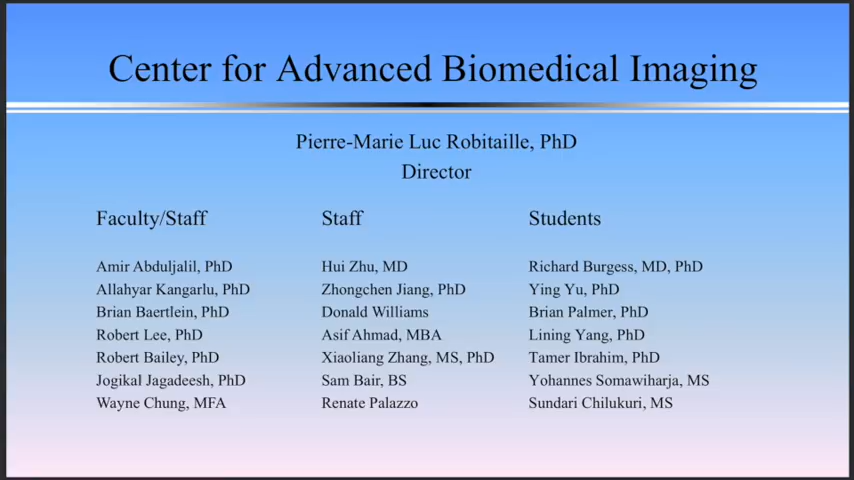 Center for Advanced Biomedical Imaging
Pierre-Marie Luc Robitaille, PhD
Director
Faculty/Staff
Amir Abduljalil, PhD
Allahyar Kangarlu, PhD
Brian Baertlein, PhD
Robert Lee, PhD
Robert Bailey, PhD
Jogikal Jagadeesh, PhD
Wayne Chung, MFA
Staff
Hui Zhu, MD
Zhongchen Jiang, PhD
Donald Williams
Asif Ahmad, MBA
Xiaoliang Zhang, MS, PhD
Sam Bair, BS
Renate Palazzo
Students
Richard Burgess, MD, PhD
Ying Yu, PhD
Brian Palmer, PhD
Lining Yang, PhD
Tamer Ibrahim, PhD
Yohannes Somawiharja, MS
Sundari Chilukuri, MS